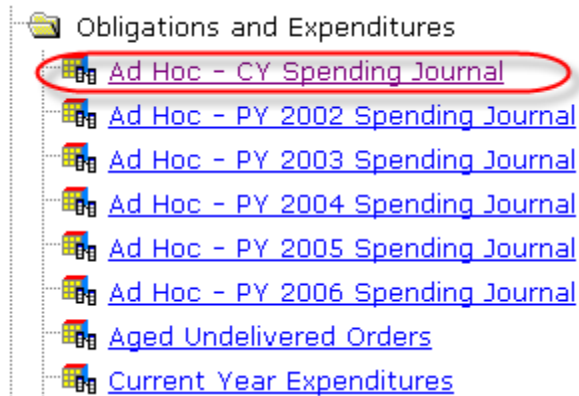 Obligations and Expenditures
Ad Hoc - CY Spending Journal
Ad Hoc - PY 2002 Spending Journal
Ad Hoc - PY 2003 Spending Journal
Ad Hoc - PY 2004 Spending Journal
Ad Hoc - PY 2005 Spending Journal
Ad Hoc - PY 2006 Spending Journal
Aged Undelivered Orders
Current Year Expenditures